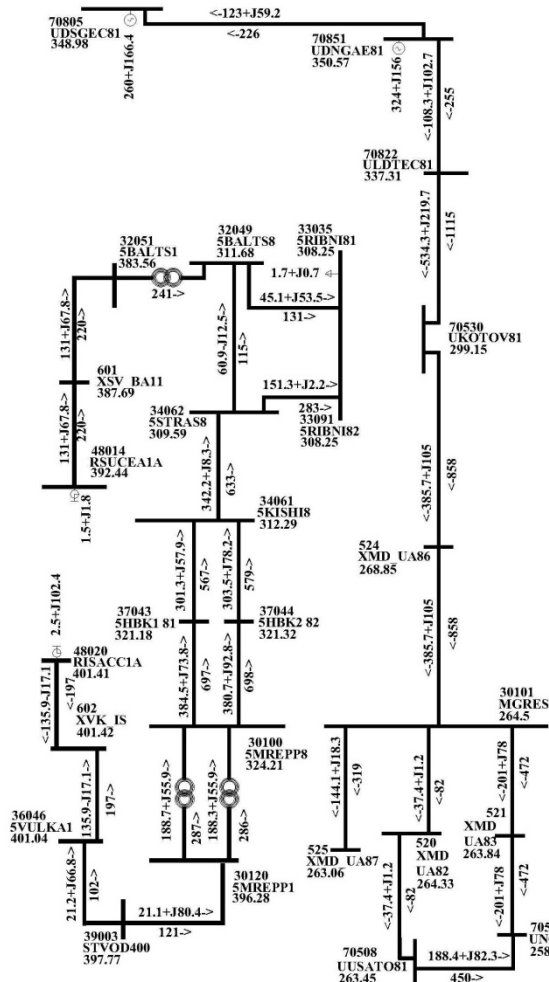 <-123+J59.2
70805
UDSGEC81
348.98
<-226
70851
UDNGAE81
350.57
260+J166.4
324+J156
<-108.3+J102.7
<-255
70822
ULDTEC81
337.31
<-534.3+J219.7
<-1115
32051
5BALTS1
383.56
32049
5BALTS8
311.68
33035
5RIBNI81
308.25
1.7+J0.7
241->
45.1+J53.5->
131->
131+J67.8->
220->
60.9-J12.5->
115->
70530
UKOTOV81
299.15
601
XSV_BA11
387.69
151.3+J2.2->
34062
5STRAS8
309.59
283->
33091
5RIBNI82
308.25
131+J67.8->
220->
48014
RSUCEA1A
392.44
1.5+J1.8
342.2+J8.3->
633->
<-385.7+J105
<-858
34061
5KISHI8
312.29
524
XMD_UA86
268.85
301.3+J57.9->
567->
303.5+J78.2->
579->
37043
5HBK1 81
321.18
37044
5HBK2 82
321.32
2.5+J102.4
48020
RISACC1A
401.41
<-385.7+J105
<-858
384.5+J73.8->
697->
380.7+J92.8->
698->
<-135.9-J17.1
<-197
602
XVK_IS
401.42
30101
MGRES
264.5
30100
5MREPP8
324.21
135.9-J17.1->
197->
188.7+J55.9->
287->
188.3+J55.9->
286->
<-144.1+J18.3
<-319
<-37.4+J1.2
<-82
<-201+J78
<-472
36046
5VULKA1
401.04
525
XMD_UA87
263.06
520
XMD
UA82
264.33
521
XMD
UA83
263.84
30120
5MREPP1
396.28
21.2+J66.8->
102->
21.1+J80.4->
121->
39003
STVOD400
397.77
<-37.4+J1.2
<-82
<-201+J78
<-472
70508
UUSATO81
263.45
188.4+J82.3->
450->